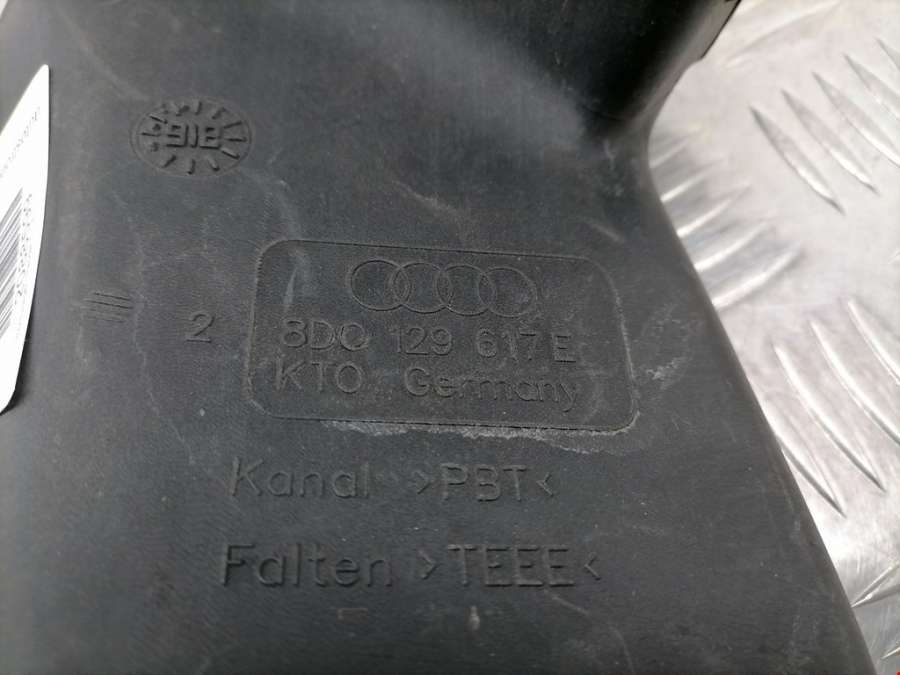 2
8D0 129 617 E
KTO Germany
Kanal >PBT<
Falten >TEEE<